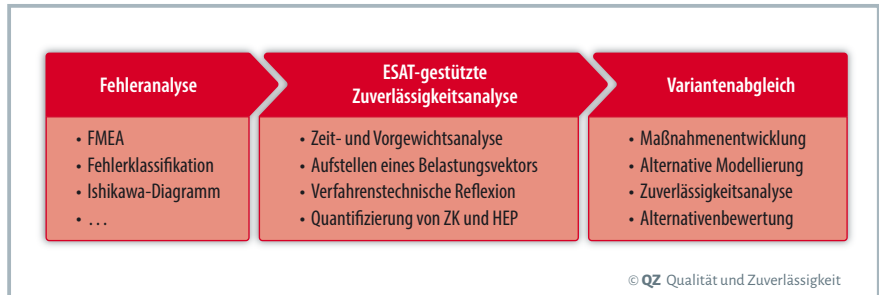 Fehleranalyse
• FMEA
• Fehlerklassifikation
• Ishikawa-Diagramm
• …
ESAT-gestützte
Zuverlässigkeitsanalyse
• Zeit- und Vorgewichtsanalyse
• Aufstellen eines Belastungsvektors
• Verfahrenstechnische Reflexion
• Quantifizierung von ZK und HEP
Variantenabgleich
• Maßnahmenentwicklung
• Alternative Modellierung
• Zuverlässigkeitsanalyse
• Alternativenbewertung
© QZ Qualität und Zuverlässigkeit